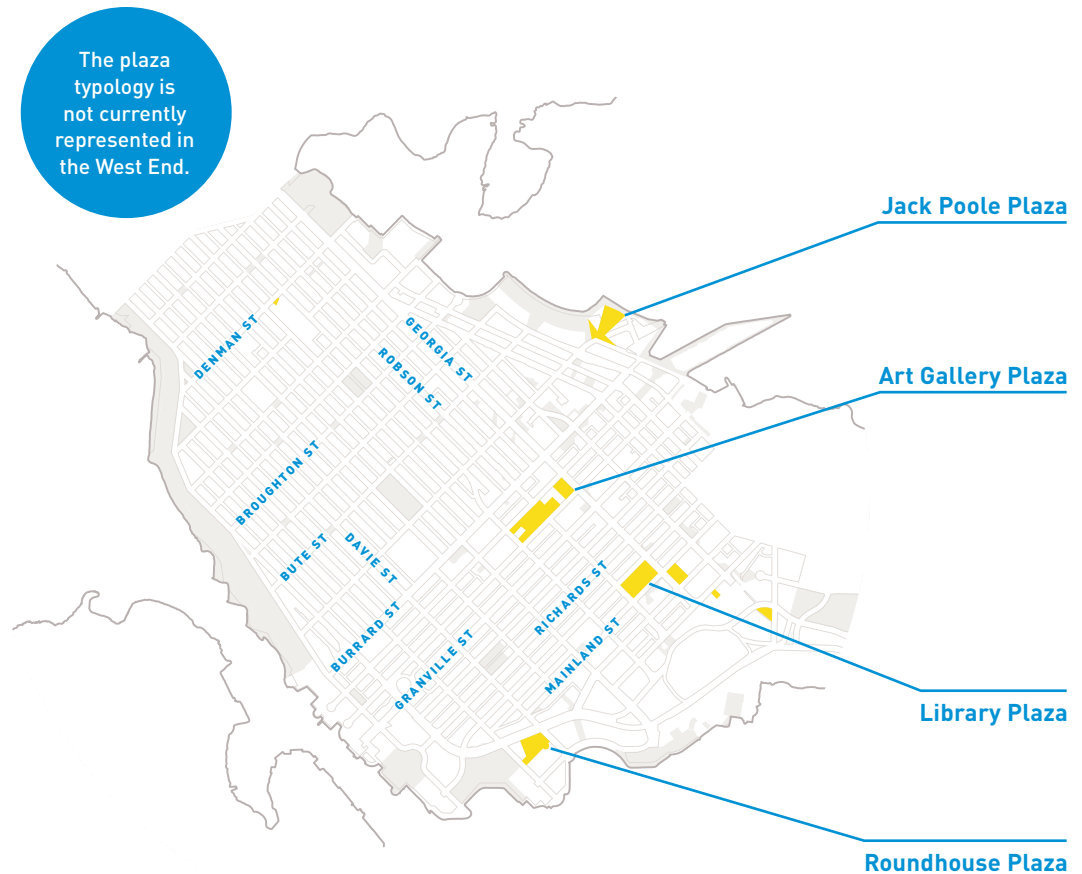 The plaza
typology is
not currently
represented in
the West End.
Jack Poole Plaza
Art Gallery Plaza
Library Plaza
Roundhouse Plaza
DENMAN ST
GEORGIA ST
ROBSON ST
BROUGHTON ST
BUTE ST
DAVIE ST
BURRARD ST
GRANVILLE ST
RICHARDS ST
MAINLAND ST